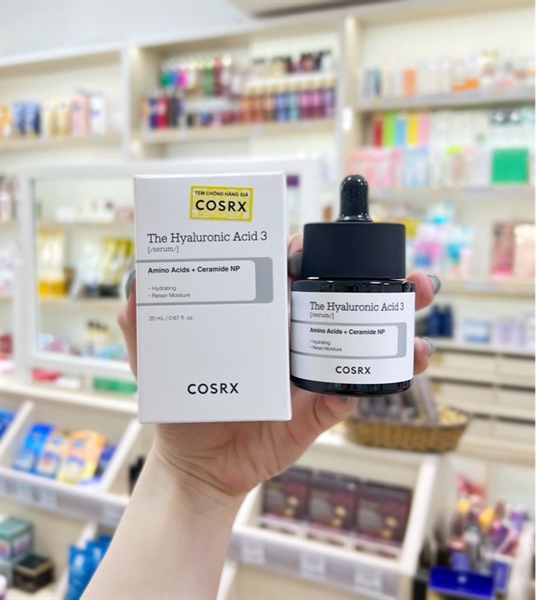 TEM CHỐNG HÀNG GIẢ
COSRX
The Hyaluronic Acid 3
[/serum/]
Amino Acids + Ceramide NP
• Hydrating
• Retain Moisture
20 mL / 0.67 fl. oz.
COSRX
The Hyaluronic Acid 3
[/serum/]
Amino Acids + Ceramide NP
• Hydrating
• Retain Moisture
COSRX